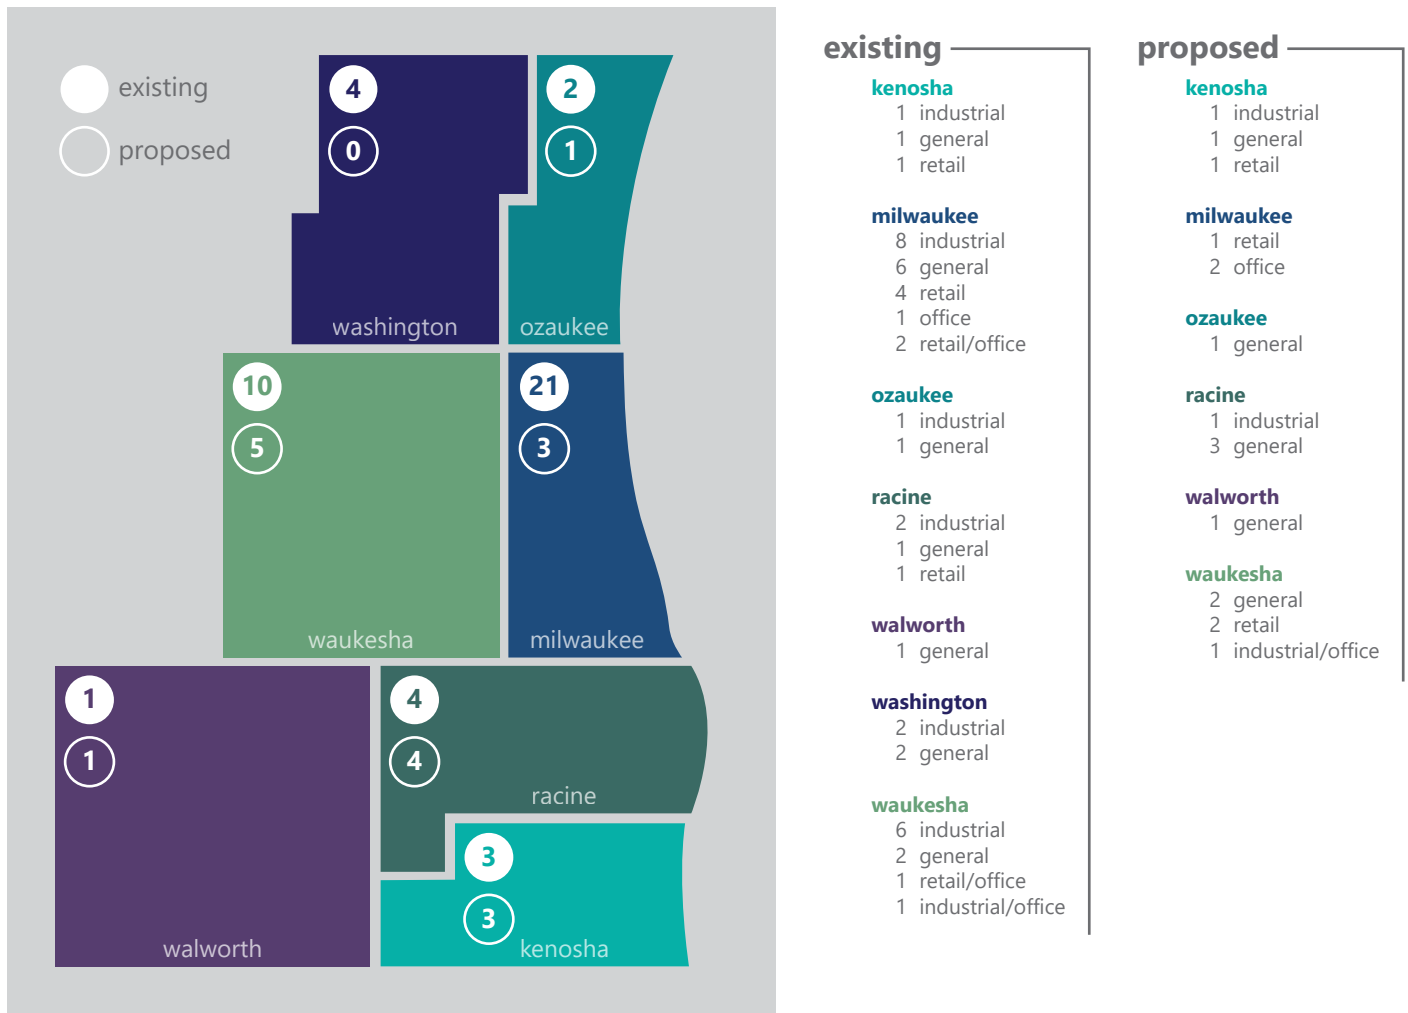 existing
proposed
4
0
washington
2
1
ozaukee
10
5
waukesha
21
3
milwaukee
1
1
walworth
4
4
racine
3
3
kenosha
existing
kenosha
1 industrial
1 general
1 retail
milwaukee
8 industrial
6 general
4 retail
1 office
2 retail/office
ozaukee
1 industrial
1 general
racine
2 industrial
1 general
1 retail
walworth
1 general
washington
2 industrial
2 general
waukesha
6 industrial
2 general
1 retail/office
1 industrial/office
proposed
kenosha
1 industrial
1 general
1 retail
milwaukee
1 retail
2 office
ozaukee
1 general
racine
1 industrial
3 general
walworth
1 general
waukesha
2 general
2 retail
1 industrial/office